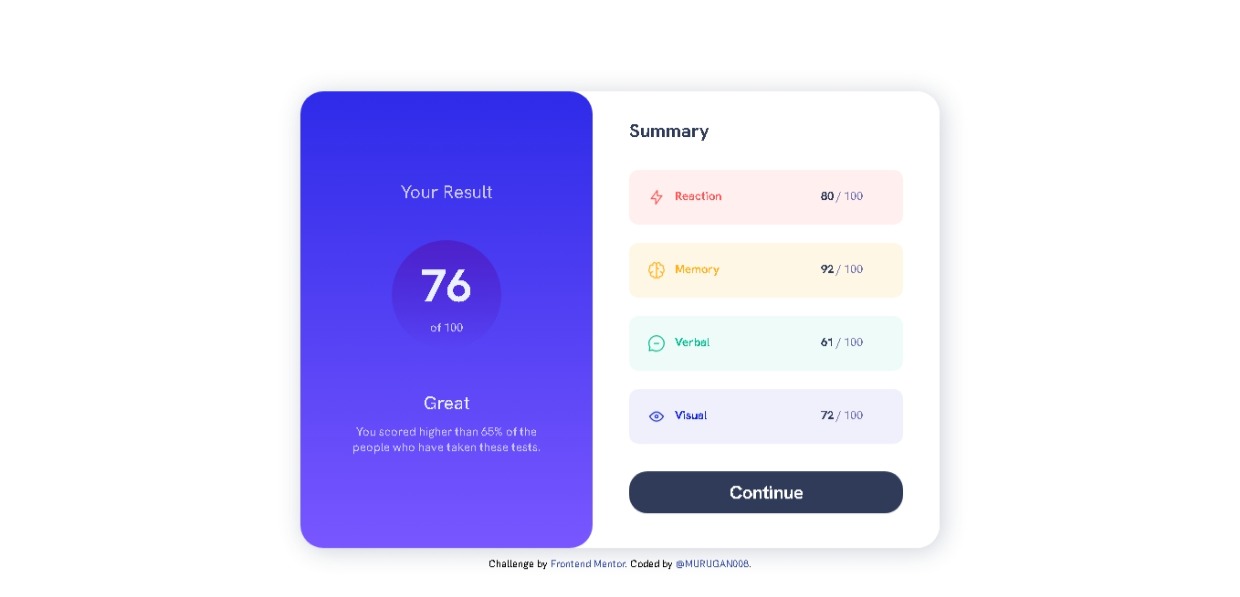 Your Result
76
of 100
Great
You scored higher than 65% of the
people who have taken these tests.
Summary
Reaction 80 / 100
Memory 92 / 100
Verbal 61 / 100
Visual 72 / 100
Continue
Challenge by Frontend Mentor. Coded by @MURUGAN006.